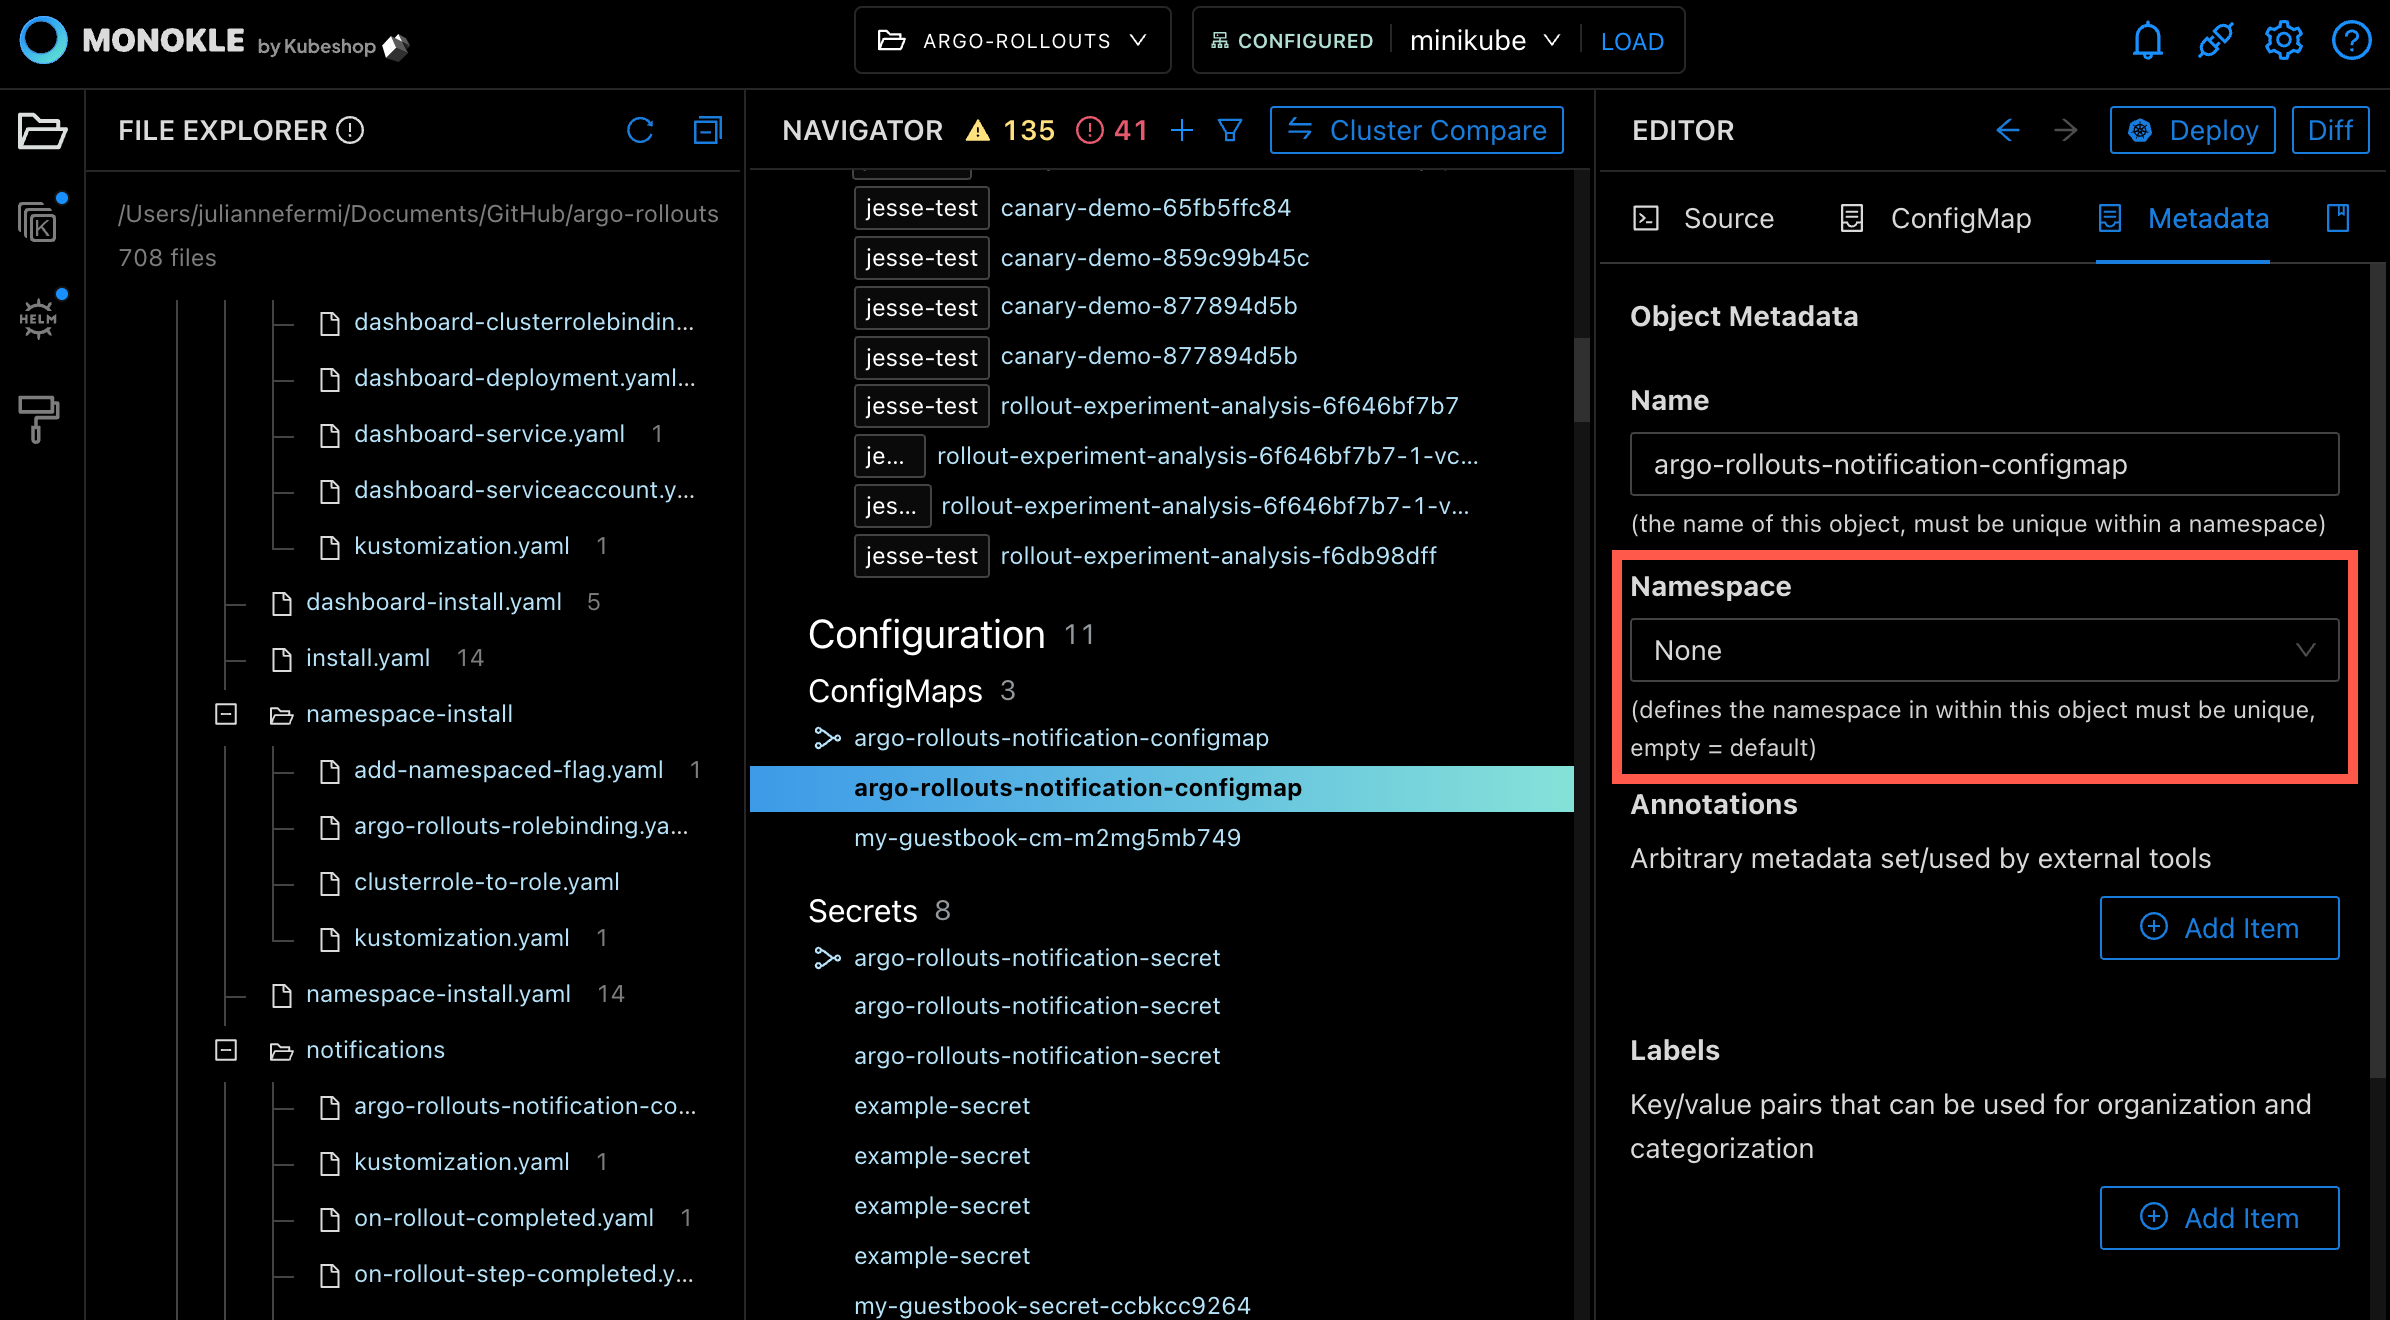 MONOKLE by Kubeshop
ARGO-ROLLOUTS
CONFIGURED
minikube
LOAD
FILE EXPLORER
/Users/juliannefermi/Documents/GitHub/argo-rollouts
708 files
dashboard-clusterrolebindin...
dashboard-deployment.yaml...
dashboard-service.yaml 1
dashboard-serviceaccount.y...
kustomization.yaml 1
dashboard-install.yaml 5
install.yaml 14
namespace-install
add-namespaced-flag.yaml 1
argo-rollouts-rolebinding.ya...
clusterrole-to-role.yaml
kustomization.yaml 1
namespace-install.yaml 14
notifications
argo-rollouts-notification-co...
kustomization.yaml 1
on-rollout-completed.yaml 1
on-rollout-step-completed.y...
K
HELM
NAVIGATOR 135 41
Cluster Compare
jesse-test canary-demo-65fb5ffc84
jesse-test canary-demo-859c99b45c
jesse-test canary-demo-877894d5b
jesse-test canary-demo-877894d5b
jesse-test rollout-experiment-analysis-6f646bf7b7
je... rollout-experiment-analysis-6f646bf7b7-1-vc...
jes... rollout-experiment-analysis-6f646bf7b7-1-v...
jesse-test rollout-experiment-analysis-f6db98dff
Configuration 11
ConfigMaps 3
argo-rollouts-notification-configmap
argo-rollouts-notification-configmap
my-guestbook-cm-m2mg5mb749
Secrets 8
argo-rollouts-notification-secret
argo-rollouts-notification-secret
argo-rollouts-notification-secret
example-secret
example-secret
example-secret
example-secret
my-guestbook-secret-ccbkcc9264
EDITOR
Deploy
Diff
Source
ConfigMap
Metadata
Object Metadata
Name
argo-rollouts-notification-configmap
(the name of this object, must be unique within a namespace)
Namespace
None
(defines the namespace in within this object must be unique,
empty = default)
Annotations
Arbitrary metadata set/used by external tools
Add Item
Labels
Key/value pairs that can be used for organization and
categorization
Add Item